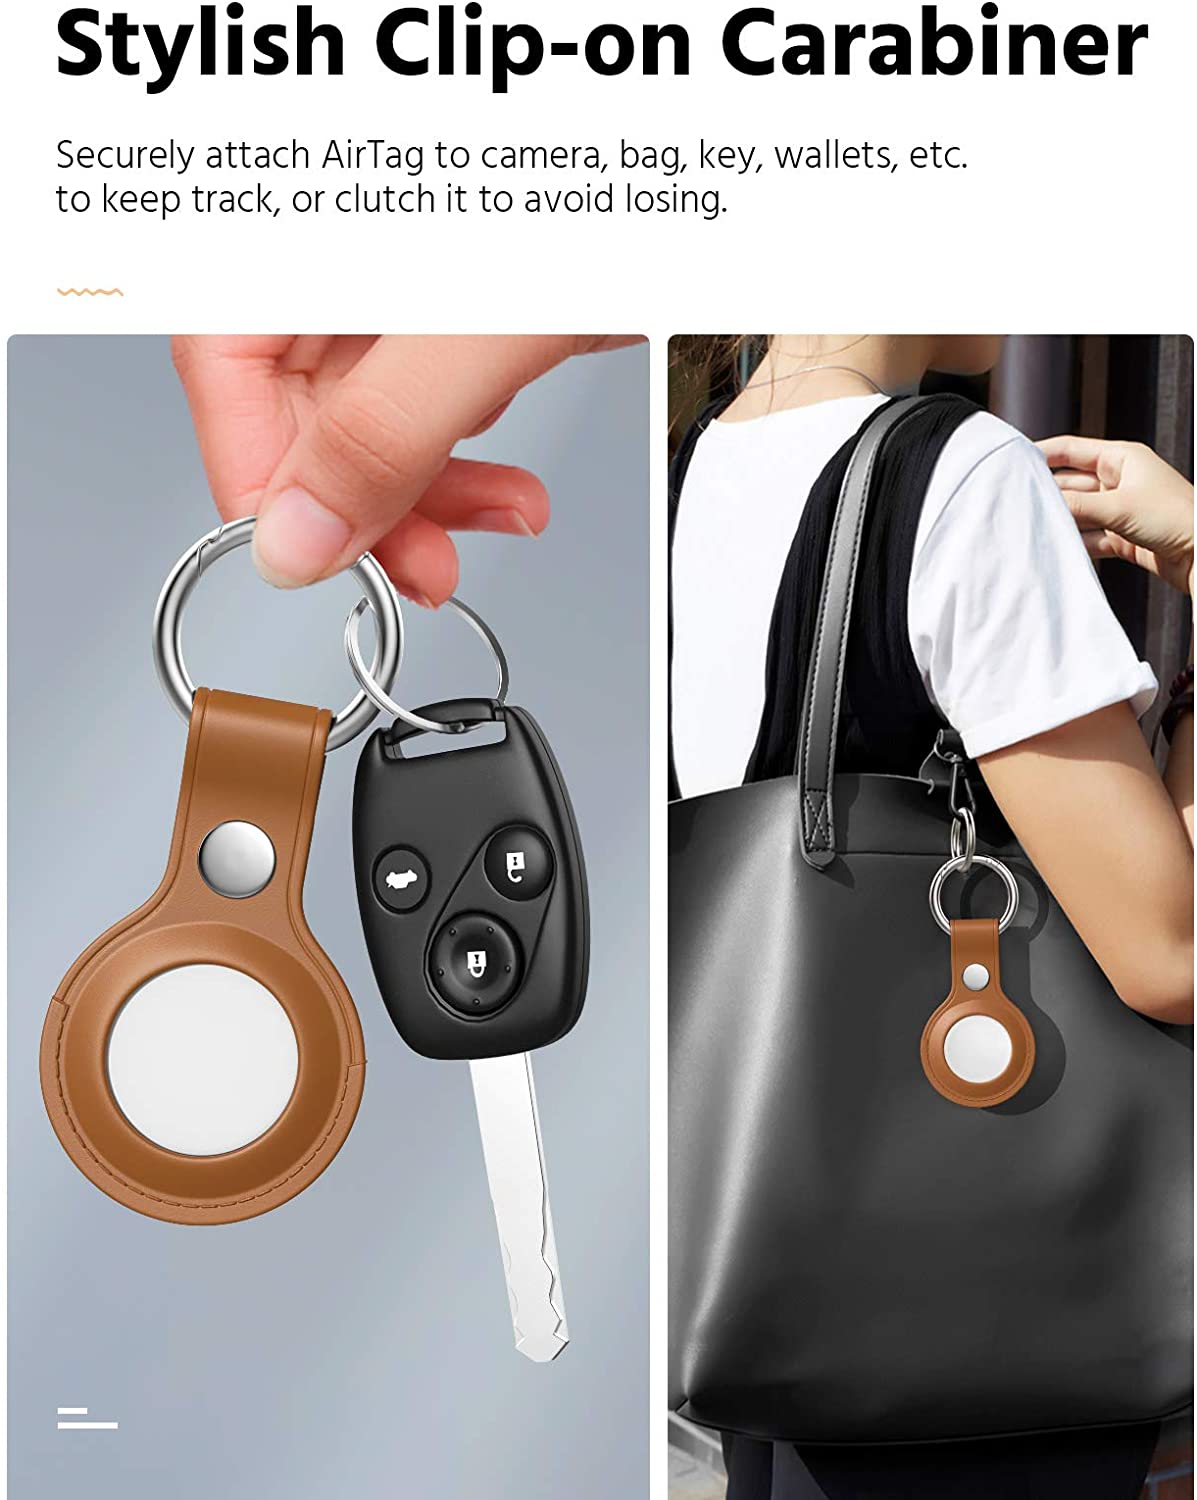 Stylish Clip-on Carabiner
Securely attach AirTag to camera, bag, key, wallets, etc.
to keep track, or clutch it to avoid losing.